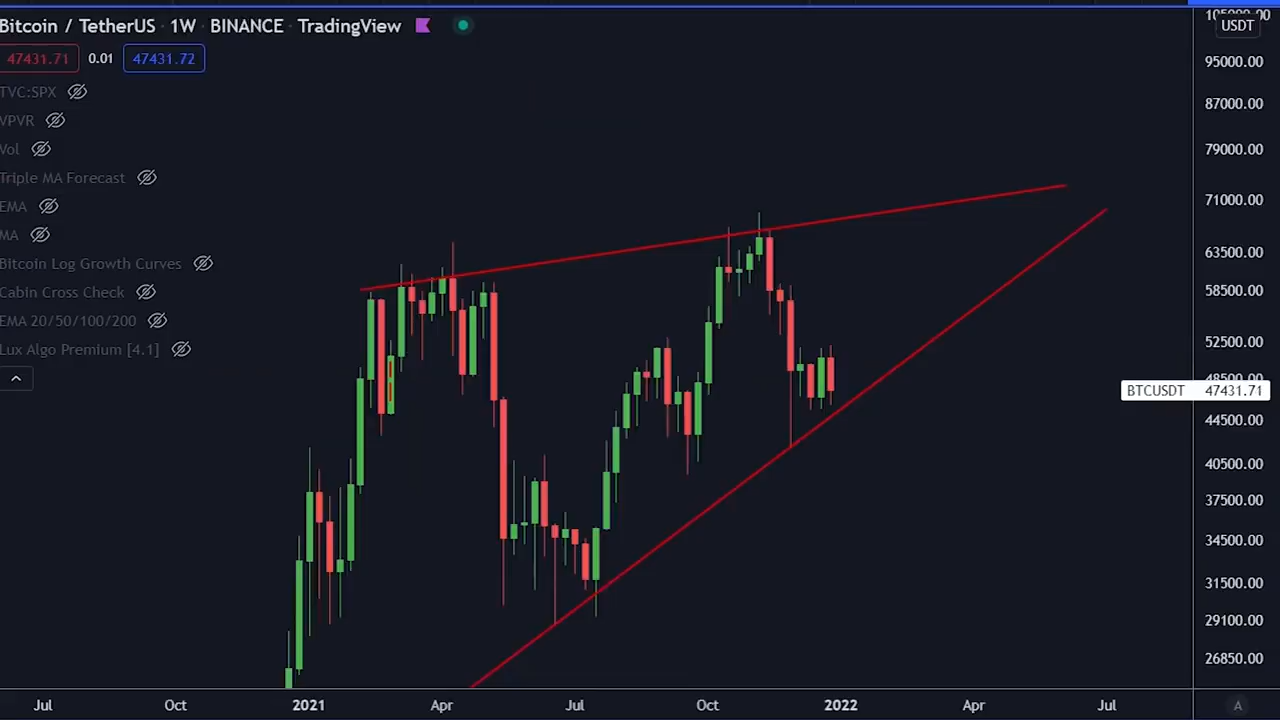 Bitcoin / TetherUS · 1W · BINANCE · TradingView
47431.71 0.01 47431.72
TVC:SPX
VPVR
Vol
Triple MA Forecast
EMA
MA
Bitcoin Log Growth Curves
Cabin Cross Check
EMA 20/50/100/200
Lux Algo Premium [4.1]
105000.00
USDT
95000.00
87000.00
79000.00
71000.00
63500.00
58500.00
52500.00
48500.00
BTCUSDT 47431.71
44500.00
40500.00
37500.00
34500.00
31500.00
29100.00
26850.00
Jul Oct 2021 Apr Jul Oct 2022 Apr Jul A